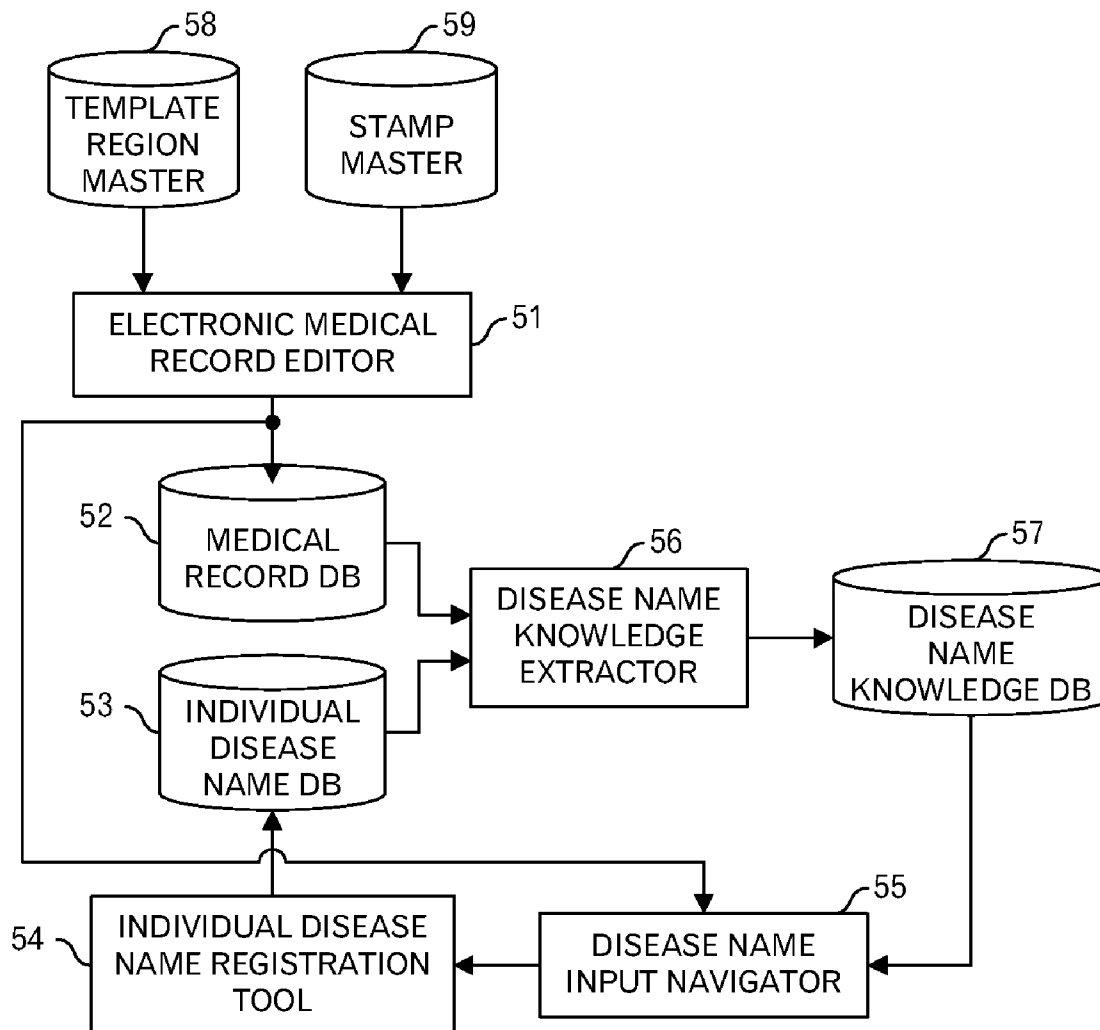 58
59
TEMPLATE
REGION
MASTER
STAMP
MASTER
ELECTRONIC MEDICAL
RECORD EDITOR
51
52
MEDICAL
RECORD DB
53
INDIVIDUAL
DISEASE
NAME DB
56
DISEASE NAME
KNOWLEDGE
EXTRACTOR
57
DISEASE
NAME
KNOWLEDGE DB
54
INDIVIDUAL DISEASE
NAME REGISTRATION
TOOL
55
DISEASE NAME
INPUT NAVIGATOR